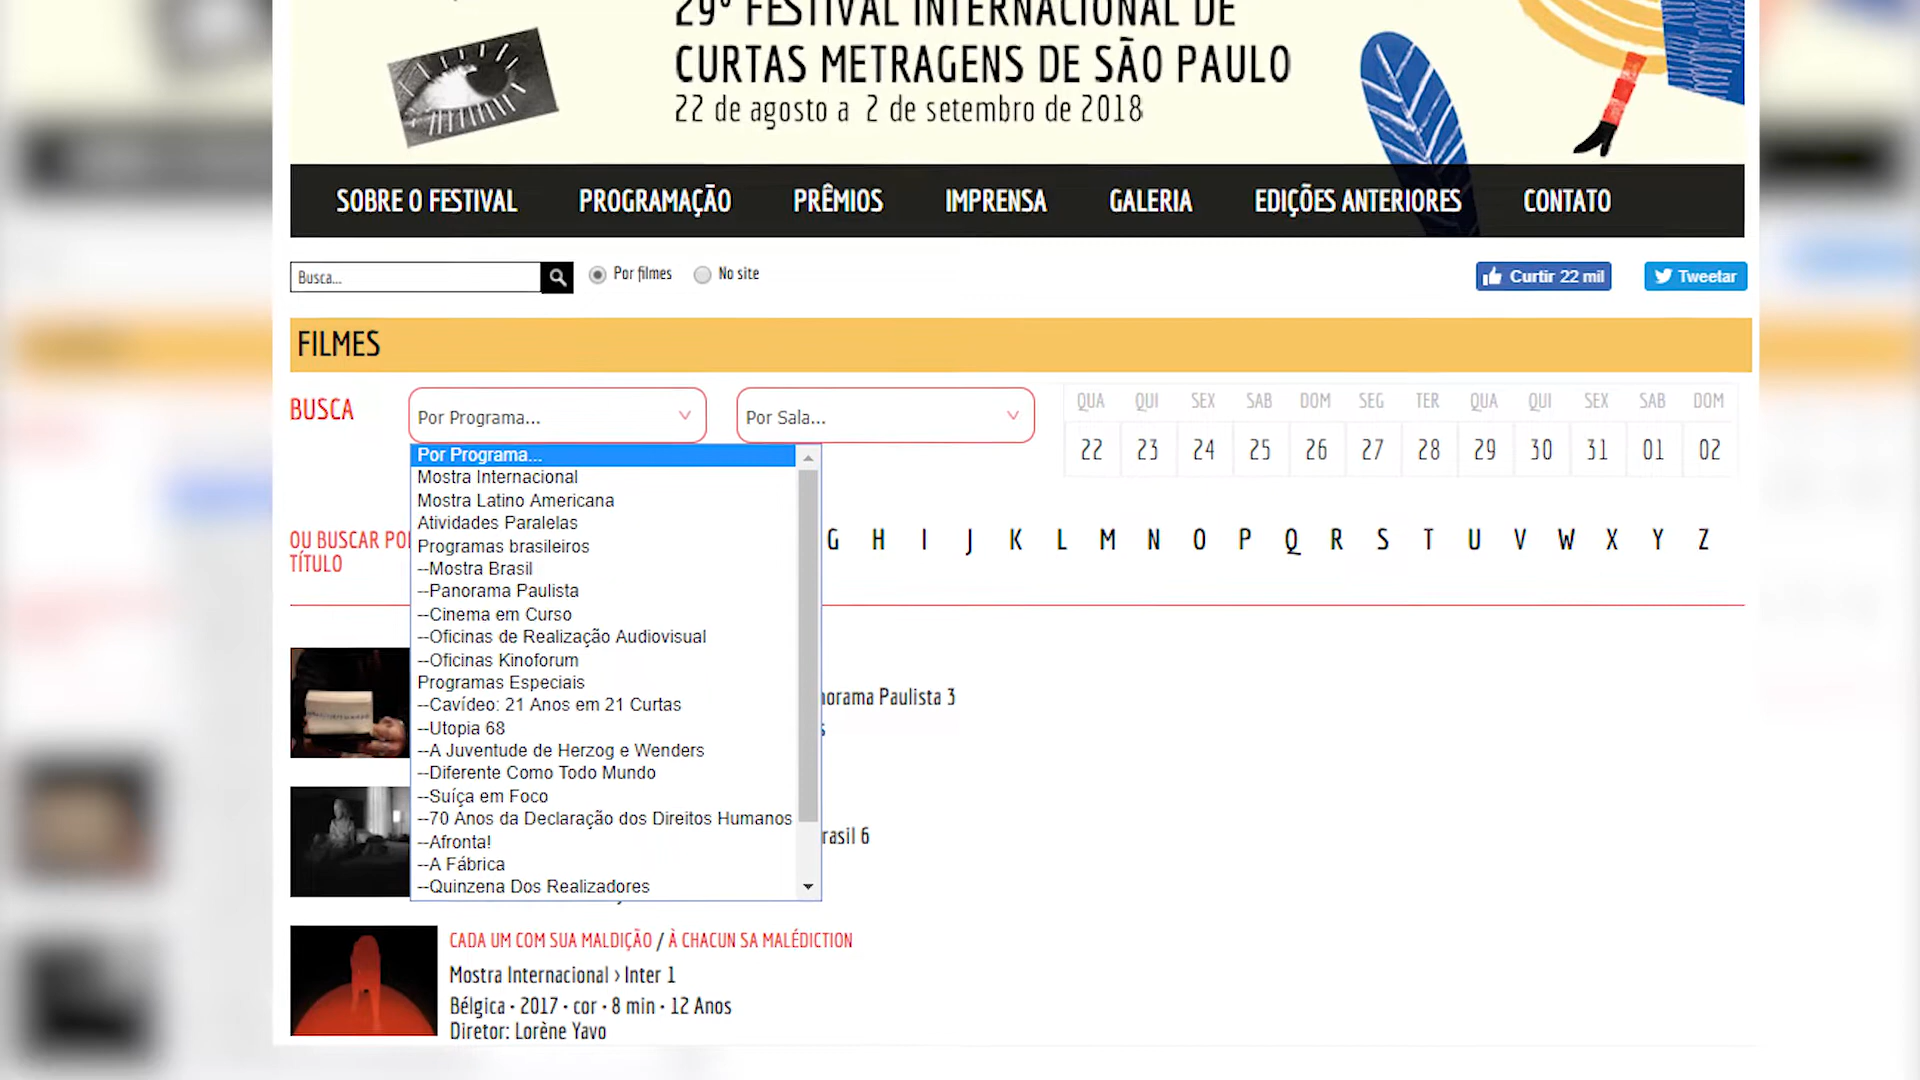 29º FESTIVAL INTERNACIONAL DE
CURTAS METRAGENS DE SÃO PAULO
22 de agosto a 2 de setembro de 2018
SOBRE O FESTIVAL PROGRAMAÇÃO PRÊMIOS IMPRENSA GALERIA EDIÇÕES ANTERIORES CONTATO
Busca... Por filmes No site Curtir 22 mil Tweetar
FILMES
BUSCA Por Programa... Por Sala...
QUA QUI SEX SAB DOM SEG TER QUA QUI SEX SAB DOM
22 23 24 25 26 27 28 29 30 31 01 02
Por Programa...
Mostra Internacional
Mostra Latino Americana
Atividades Paralelas
Programas brasileiros
--Mostra Brasil
--Panorama Paulista
--Cinema em Curso
--Oficinas de Realização Audiovisual
--Oficinas Kinoforum
Programas Especiais
--Cavídeo: 21 Anos em 21 Curtas
--Utopia 68
--A Juventude de Herzog e Wenders
--Diferente Como Todo Mundo
--Suíça em Foco
--70 Anos da Declaração dos Direitos Humanos
--Afronta!
--A Fábrica
--Quinzena Dos Realizadores
OU BUSCAR PO
TÍTULO
G H I J K L M N O P Q R S T U V W X Y Z
norama Paulista 3
s
rasil 6
CADA UM COM SUA MALDIÇÃO / À CHACUN SA MALÉDICTION
Mostra Internacional › Inter 1
Bélgica • 2017 • cor • 8 min • 12 Anos
Diretor: Lorène Yavo